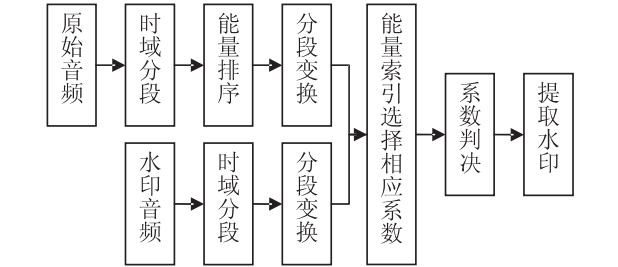 原始音频
时域分段
能量排序
分段变换
水印音频
时域分段
分段变换
能量索引选择相应系数
系数判决
提取水印